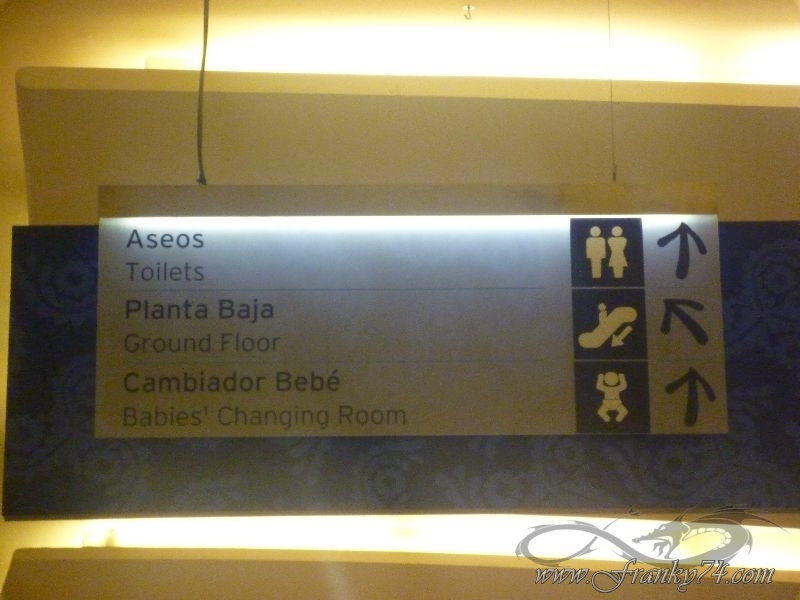 Aseos
Toilets
Planta Baja
Ground Floor
Cambiador Bebé
Babies' Changing Room
www.Franky74.com